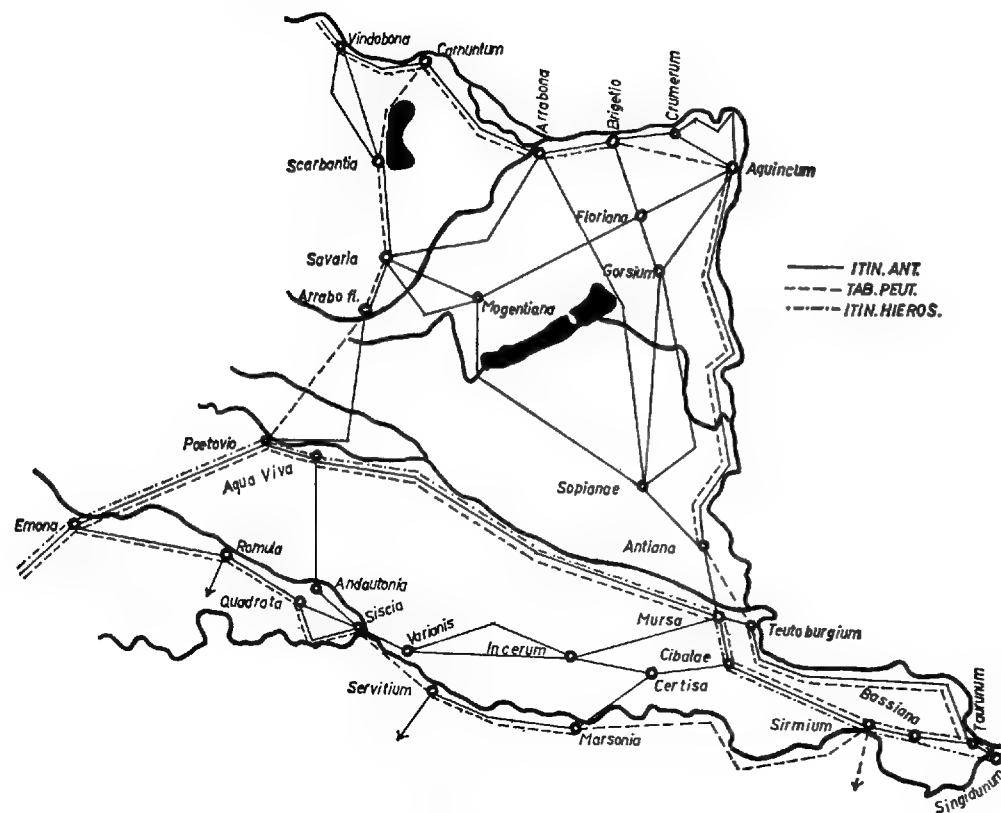 Vindobona
Carnuntum
Arrabona
Brigetio
Crumerum
Scarbantia
Aquincum
Floriana
Savaria
Gorsium
ITIN. ANT.
Arrabo fl.
Mogentiana
TAB. PEUT.
ITIN. HIEROS.
Poetovio
Aqua Viva
Sopianae
Emona
Antiana
Romula
Andautonia
Quadrata
Siscia
Mursa
Teutoburgium
Varianis
Incerum
Cibalae
Certisa
Servitium
Bassiana
Taurunum
Sirmium
Marsonia
Singidunum